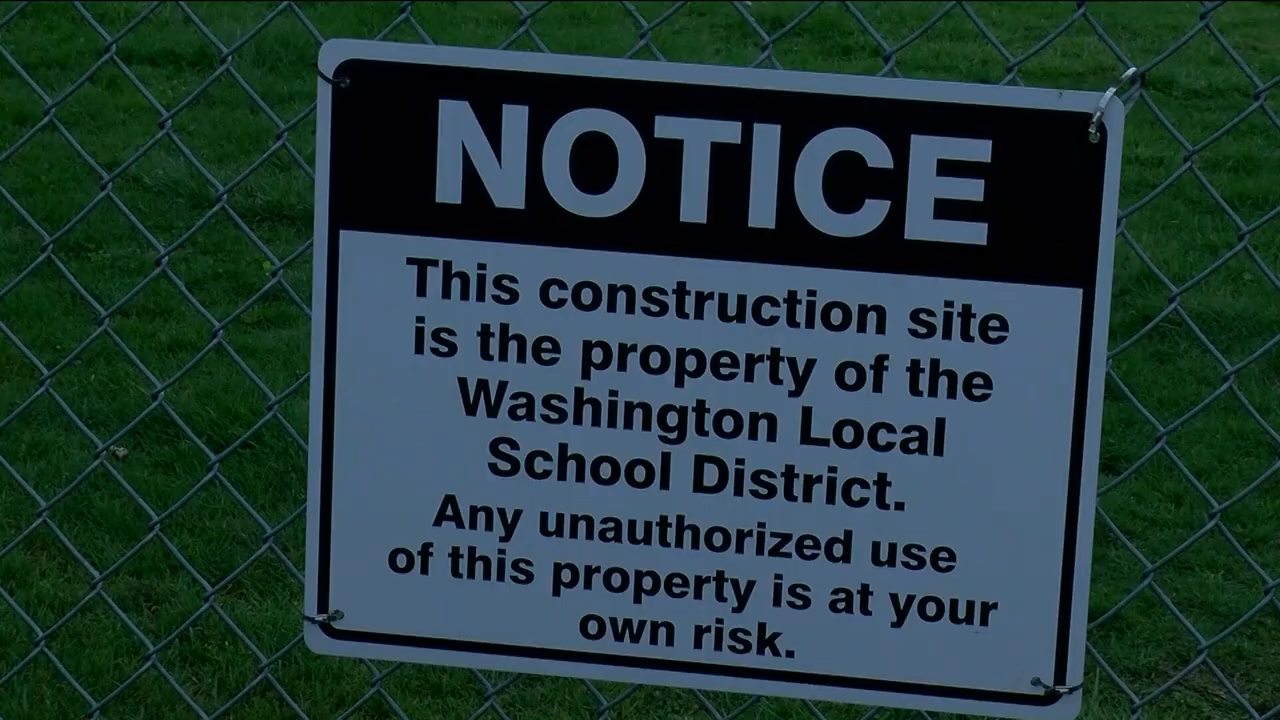 NOTICE
This construction site
is the property of the
Washington Local
School District.
Any unauthorized use
of this property is at your
own risk.